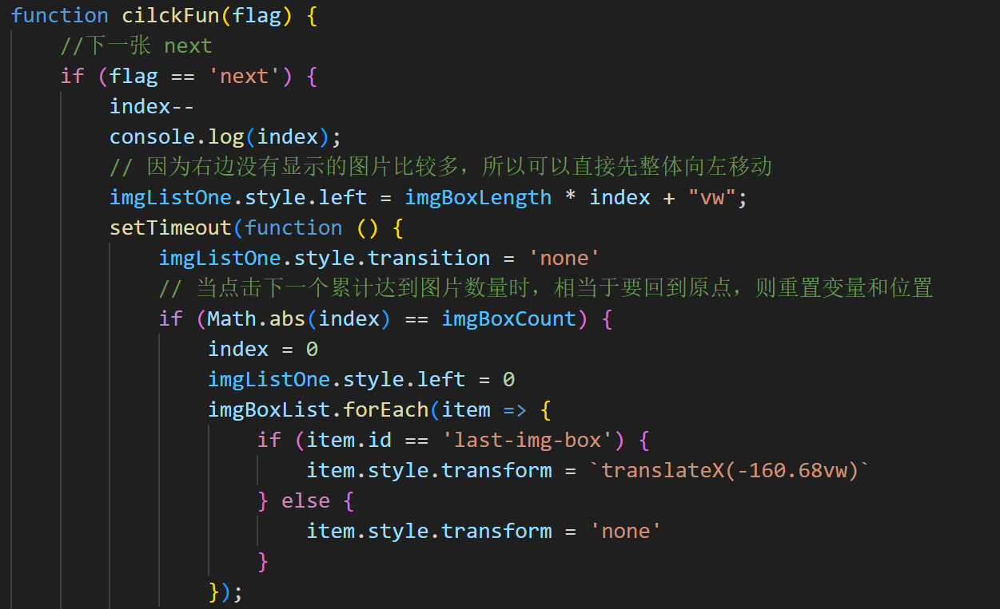 function cilckFun(flag) {
    //下一张 next
    if (flag == 'next') {
        index--
        console.log(index);
        // 因为右边没有显示的图片比较多，所以可以直接先整体向左移动
        imgListOne.style.left = imgBoxLength * index + "vw";
        setTimeout(function () {
            imgListOne.style.transition = 'none'
            // 当点击下一个累计达到图片数量时，相当于要回到原点，则重置变量和位置
            if (Math.abs(index) == imgBoxCount) {
                index = 0
                imgListOne.style.left = 0
                imgBoxList.forEach(item => {
                    if (item.id == 'last-img-box') {
                        item.style.transform = `translateX(-160.68vw)`
                    } else {
                        item.style.transform = 'none'
                    }
                });